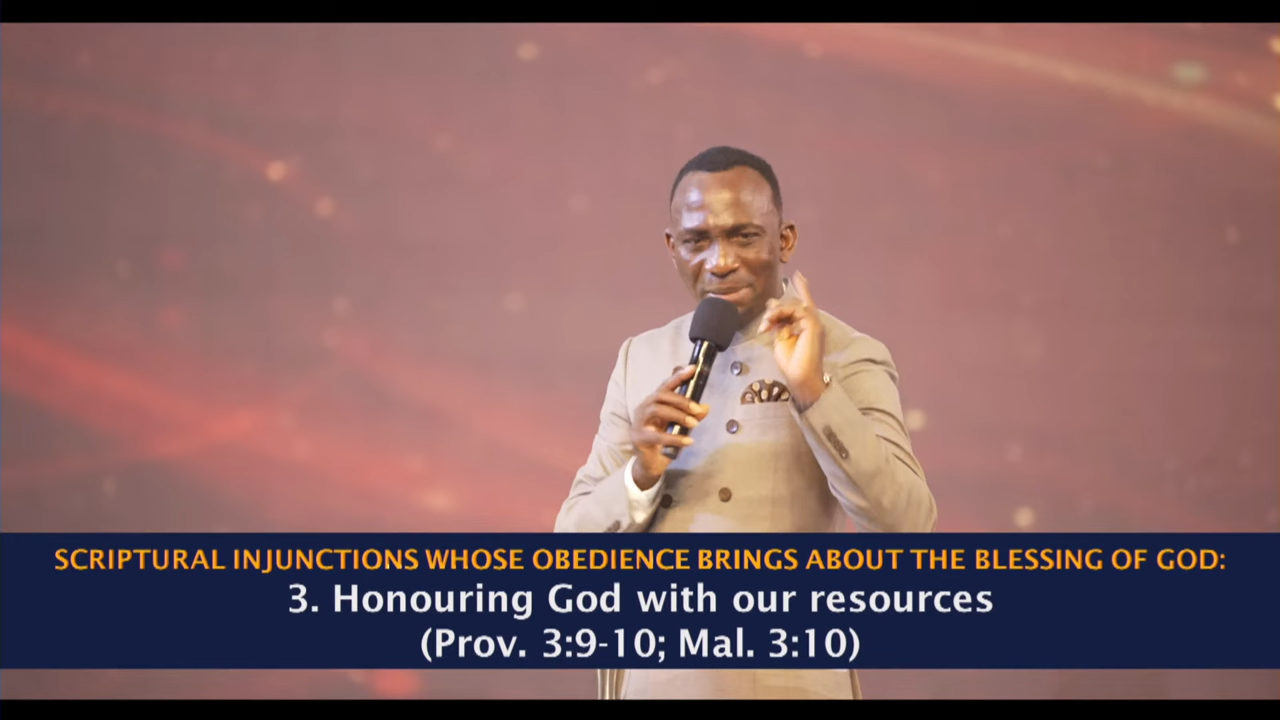 SCRIPTURAL INJUNCTIONS WHOSE OBEDIENCE BRINGS ABOUT THE BLESSING OF GOD:
3. Honouring God with our resources
(Prov. 3:9-10; Mal. 3:10)